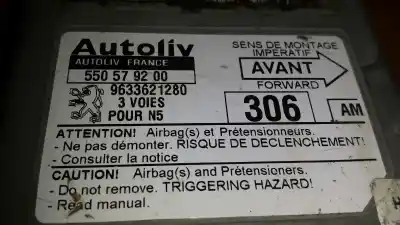 Autoliv
AUTOLIV FRANCE
550 57 92 00
9633621280
3 VOIES
POUR N5
SENS DE MONTAGE
IMPÉRATIF
AVANT
FORWARD
306
AM
ATTENTION! Airbag(s) et Prétensionneurs.
- Ne pas démonter. RISQUE DE DECLENCHEMENT!
- Consulter la notice
CAUTION! Airbag(s) and Pretensioners.
- Do not remove. TRIGGERING HAZARD!
- Read manual.